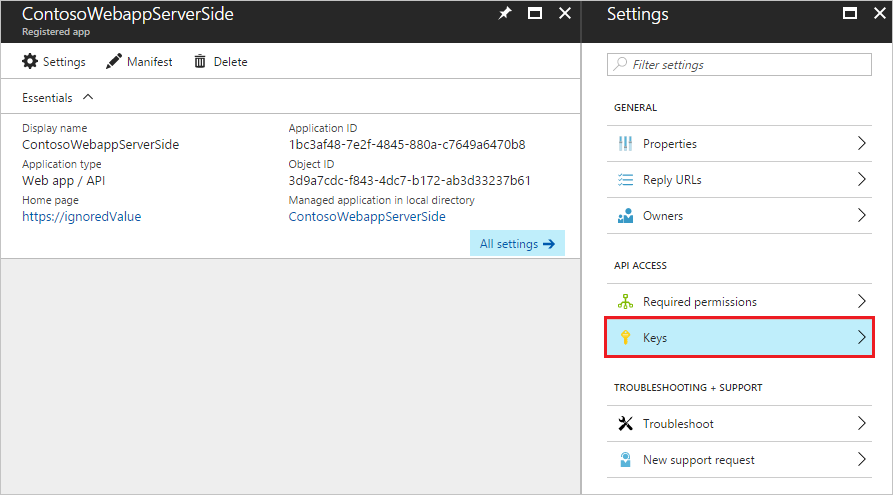 ContosoWebappServerSide
Registered app
Settings
Manifest
Delete
Essentials
Display name
ContosoWebappServerSide
Application type
Web app / API
Home page
https://ignoredValue
Application ID
1bc3af48-7e2f-4845-880a-c7649a6470b8
Object ID
3d9a7cdc-f843-4dc7-b172-ab3d33237b61
Managed application in local directory
ContosoWebappServerSide
All settings
Settings
Filter settings
GENERAL
Properties
Reply URLs
Owners
API ACCESS
Required permissions
Keys
TROUBLESHOOTING + SUPPORT
Troubleshoot
New support request